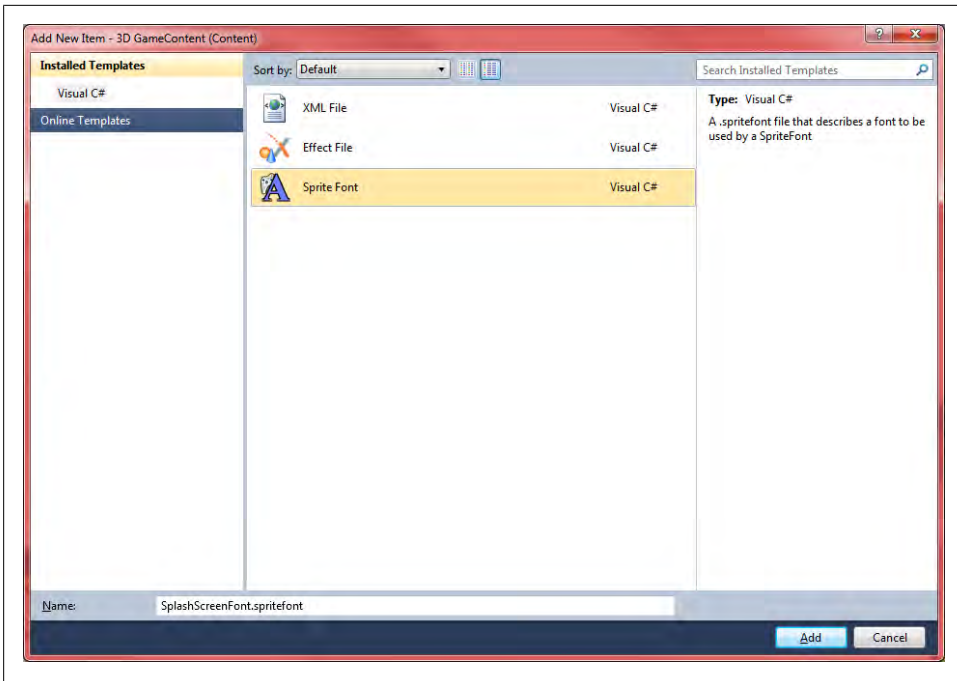 Add New Item - 3D GameContent (Content)
?
X
Installed Templates
Visual C#
Online Templates
Sort by: Default
Search Installed Templates
XML File Visual C#
Effect File Visual C#
Sprite Font Visual C#
Type: Visual C#
A .spritefont file that describes a font to be
used by a SpriteFont
Name: SplashScreenFont.spritefont
Add Cancel